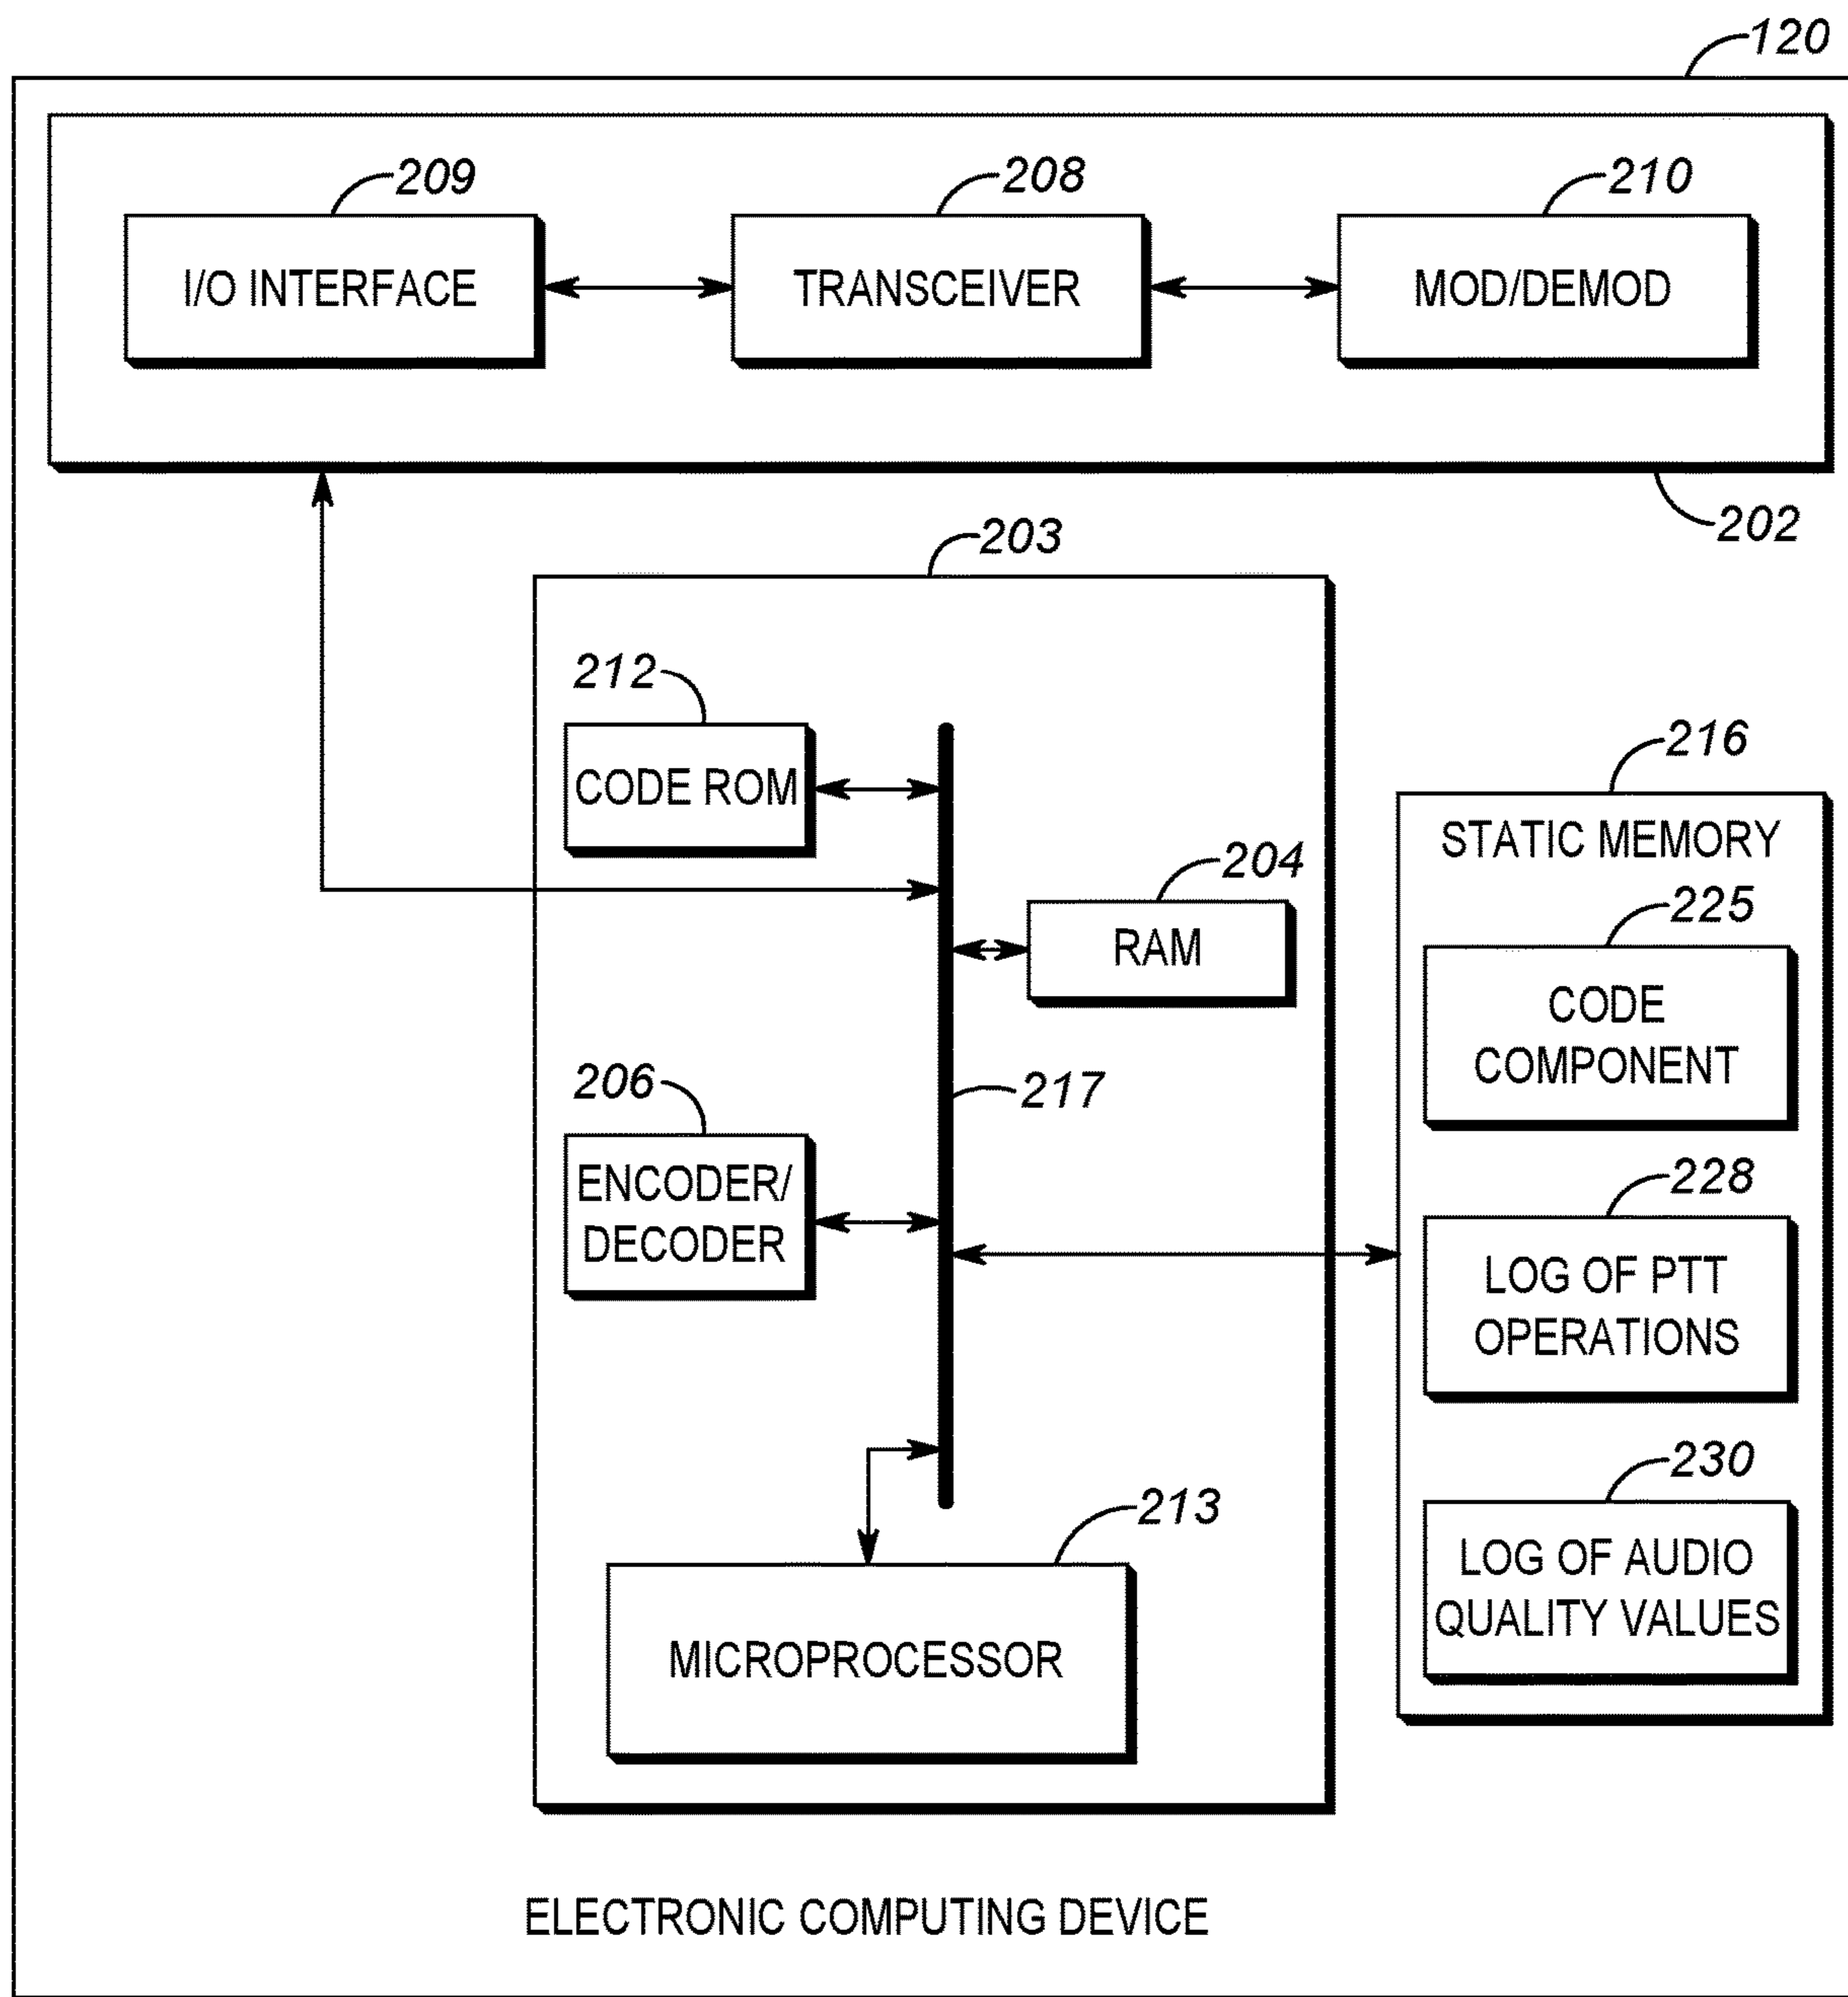 120
209
208
210
I/O INTERFACE
TRANSCEIVER
MOD/DEMOD
202
203
212
CODE ROM
216
STATIC MEMORY
204
RAM
225
CODE
COMPONENT
206
217
ENCODER/
DECODER
228
LOG OF PTT
OPERATIONS
213
MICROPROCESSOR
230
LOG OF AUDIO
QUALITY VALUES
ELECTRONIC COMPUTING DEVICE